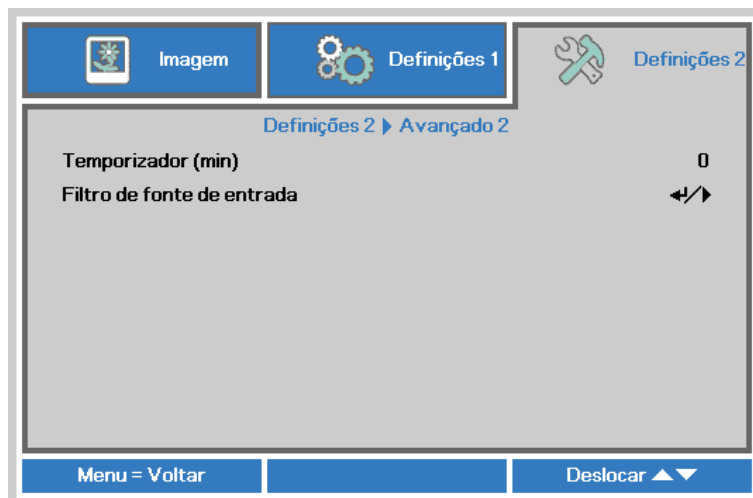 Imagem
Definições 1
Definições 2
Definições 2 ▶ Avançado 2
Temporizador (min) 0
Filtro de fonte de entrada ↵/▶
Menu = Voltar
Deslocar ▲▼